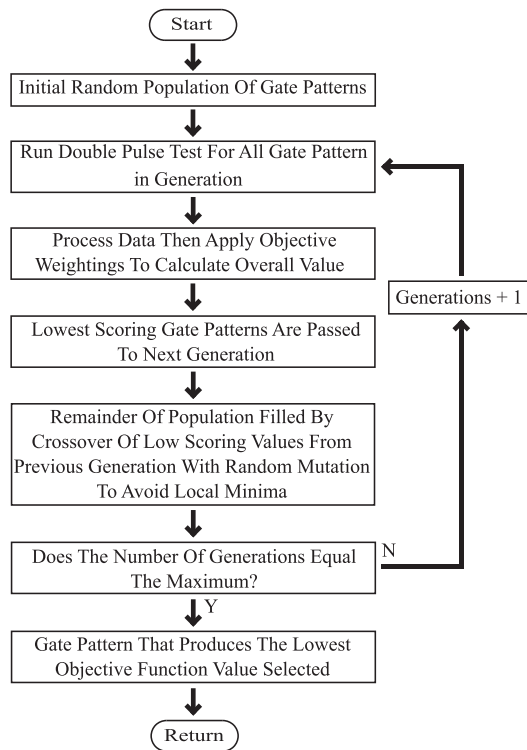 Start
Initial Random Population Of Gate Patterns
Run Double Pulse Test For All Gate Pattern
in Generation
Process Data Then Apply Objective
Weightings To Calculate Overall Value
Generations + 1
Lowest Scoring Gate Patterns Are Passed
To Next Generation
Remainder Of Population Filled By
Crossover Of Low Scoring Values From
Previous Generation With Random Mutation
To Avoid Local Minima
Does The Number Of Generations Equal
The Maximum?
N
Y
Gate Pattern That Produces The Lowest
Objective Function Value Selected
Return